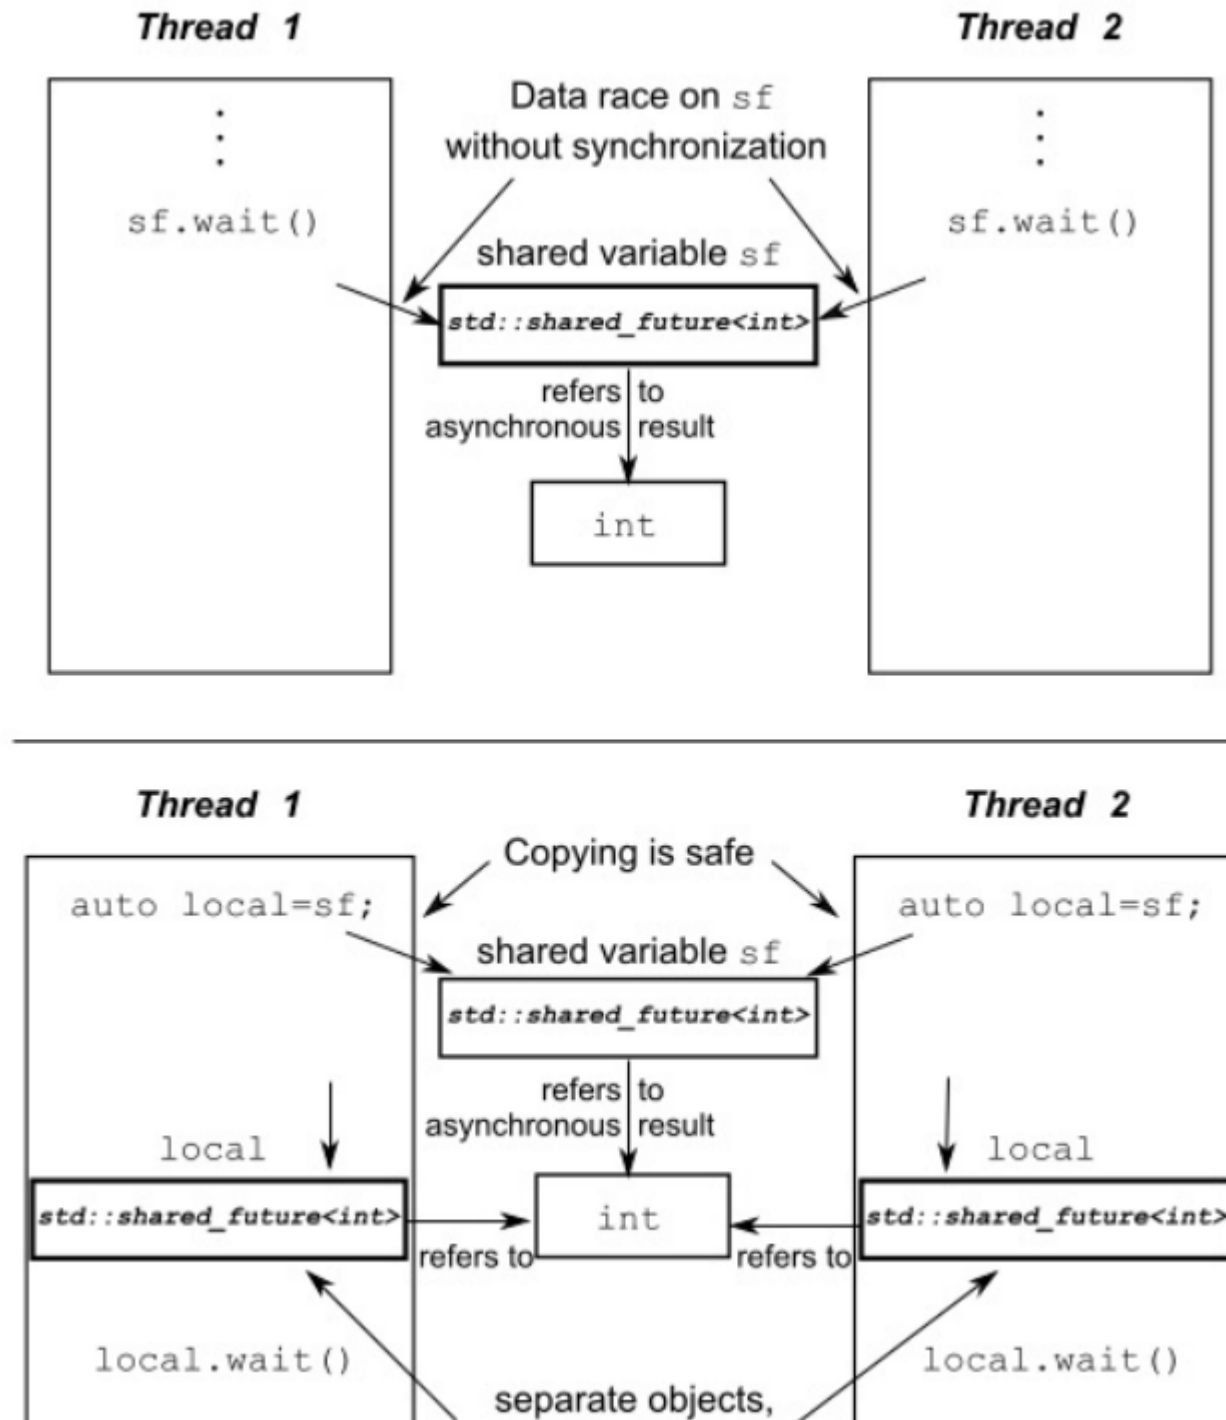 Thread 1
Thread 2
Data race on sf
without synchronization
sf.wait()
sf.wait()
shared variable sf
std::shared_future<int>
refers to
asynchronous result
int
Thread 1
Thread 2
Copying is safe
auto local=sf;
auto local=sf;
shared variable sf
std::shared_future<int>
refers to
asynchronous result
local
local
std::shared_future<int>
int
std::shared_future<int>
refers to
refers to
local.wait()
local.wait()
separate objects,